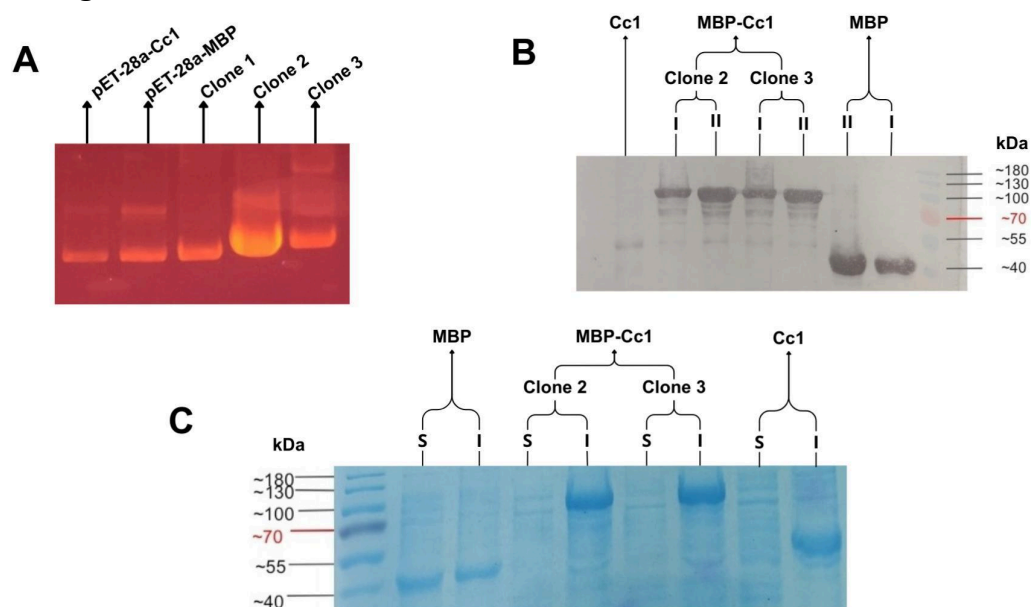 A
pET-28a-Cc1
pET-28a-MBP
Clone 1
Clone 2
Clone 3
B
Cc1 MBP-Cc1 MBP
Clone 2 Clone 3
I II I II II I
kDa
~180
~130
~100
~70
~55
~40
C
MBP MBP-Cc1 Cc1
Clone 2 Clone 3
kDa
S I S I S I S I
~180
~130
~100
~70
~55
~40